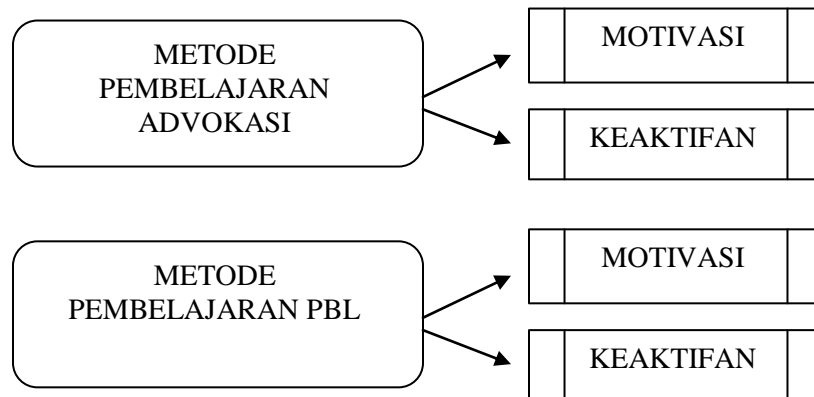 METODE
PEMBELAJARAN
ADVOKASI
MOTIVASI
KEAKTIFAN
METODE
PEMBELAJARAN PBL
MOTIVASI
KEAKTIFAN